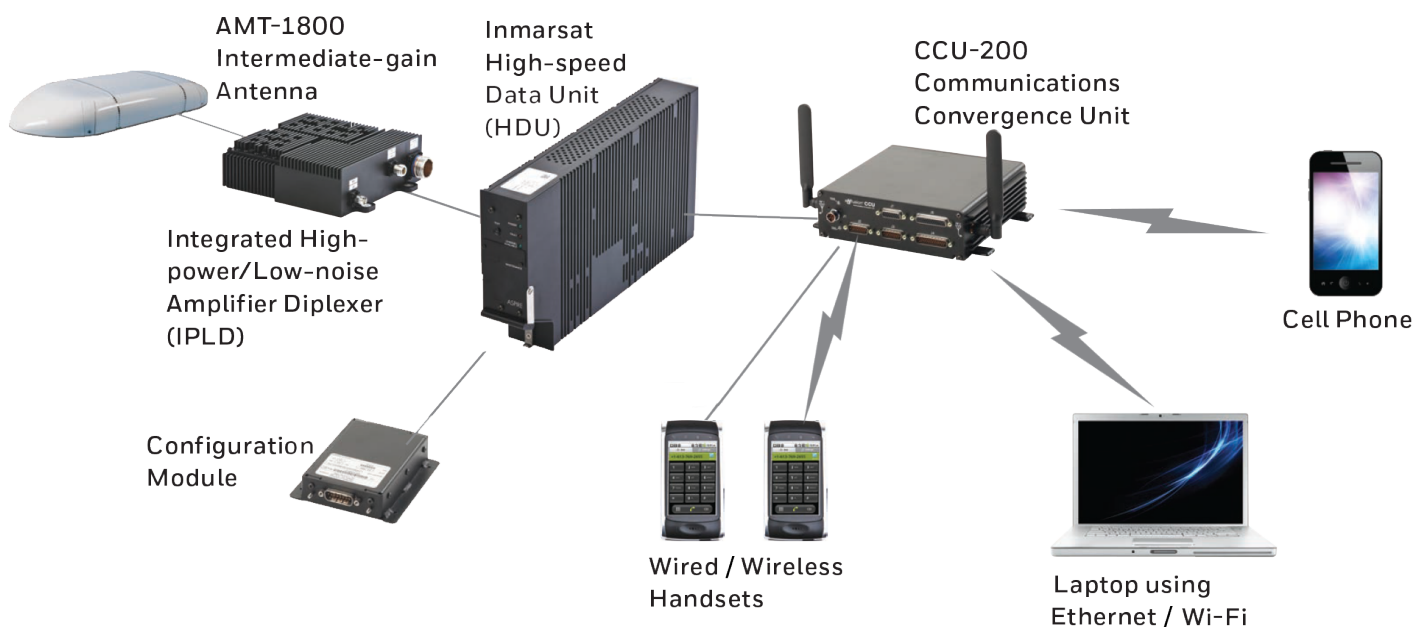 AMT-1800
Intermediate-gain
Antenna
Inmarsat
High-speed
Data Unit
(HDU)
CCU-200
Communications
Convergence Unit
Integrated High-
power/Low-noise
Amplifier Diplexer
(IPLD)
CCU
Cell Phone
Configuration
Module
Wired / Wireless
Handsets
Laptop using
Ethernet / Wi-Fi